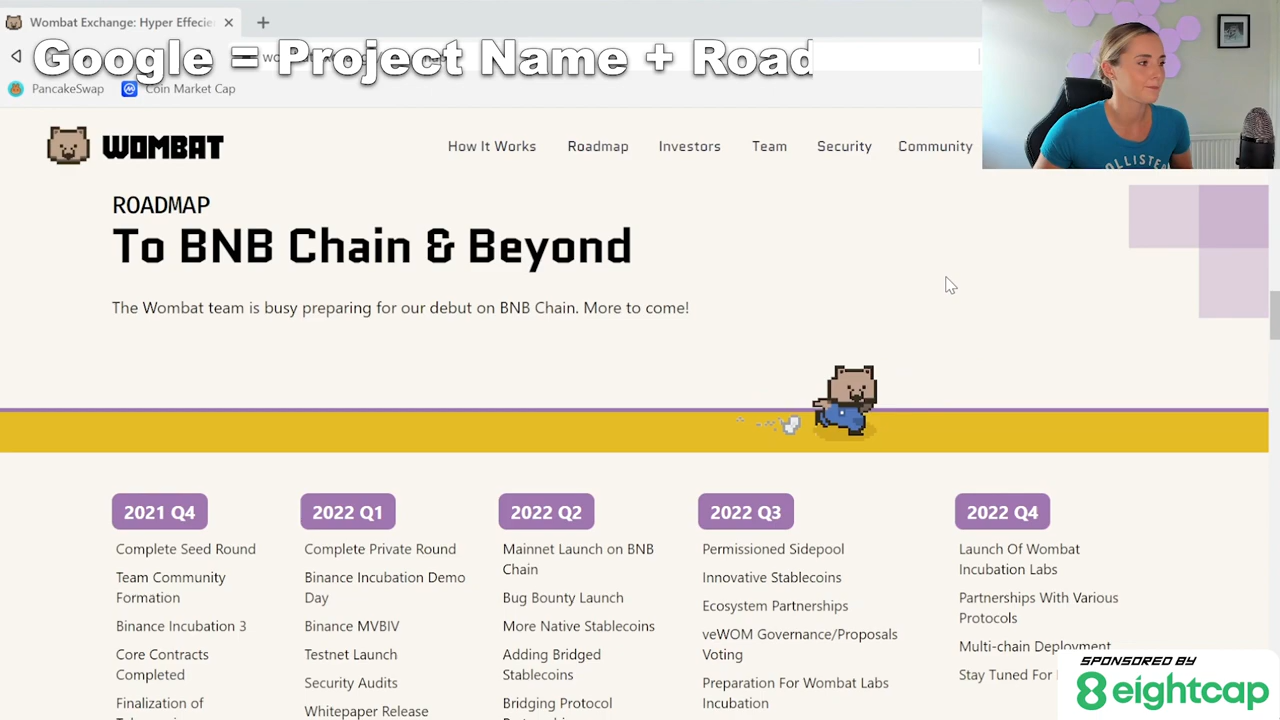 Wombat Exchange: Hyper Effecie
Google = Project Name + Road
PancakeSwap
Coin Market Cap
WOMBAT
How It Works
Roadmap
Investors
Team
Security
Community
HOLLISTER
ROADMAP
To BNB Chain & Beyond
The Wombat team is busy preparing for our debut on BNB Chain. More to come!
2021 Q4
Complete Seed Round
Team Community
Formation
Binance Incubation 3
Core Contracts
Completed
Finalization of
2022 Q1
Complete Private Round
Binance Incubation Demo
Day
Binance MVBIV
Testnet Launch
Security Audits
Whitepaper Release
2022 Q2
Mainnet Launch on BNB
Chain
Bug Bounty Launch
More Native Stablecoins
Adding Bridged
Stablecoins
Bridging Protocol
2022 Q3
Permissioned Sidepool
Innovative Stablecoins
Ecosystem Partnerships
veWOM Governance/Proposals
Voting
Preparation For Wombat Labs
Incubation
2022 Q4
Launch Of Wombat
Incubation Labs
Partnerships With Various
Protocols
Multi-chain Deployment
Stay Tuned For
SPONSORED BY
8 eightcap